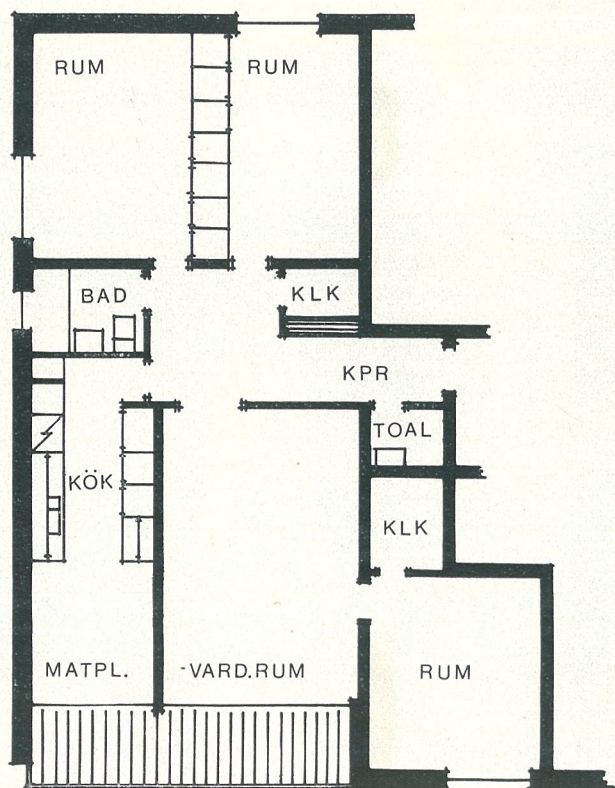 RUM
RUM
BAD
KLK
KPR
TOAL
KÖK
KLK
MATPL.
-VARD.RUM
RUM